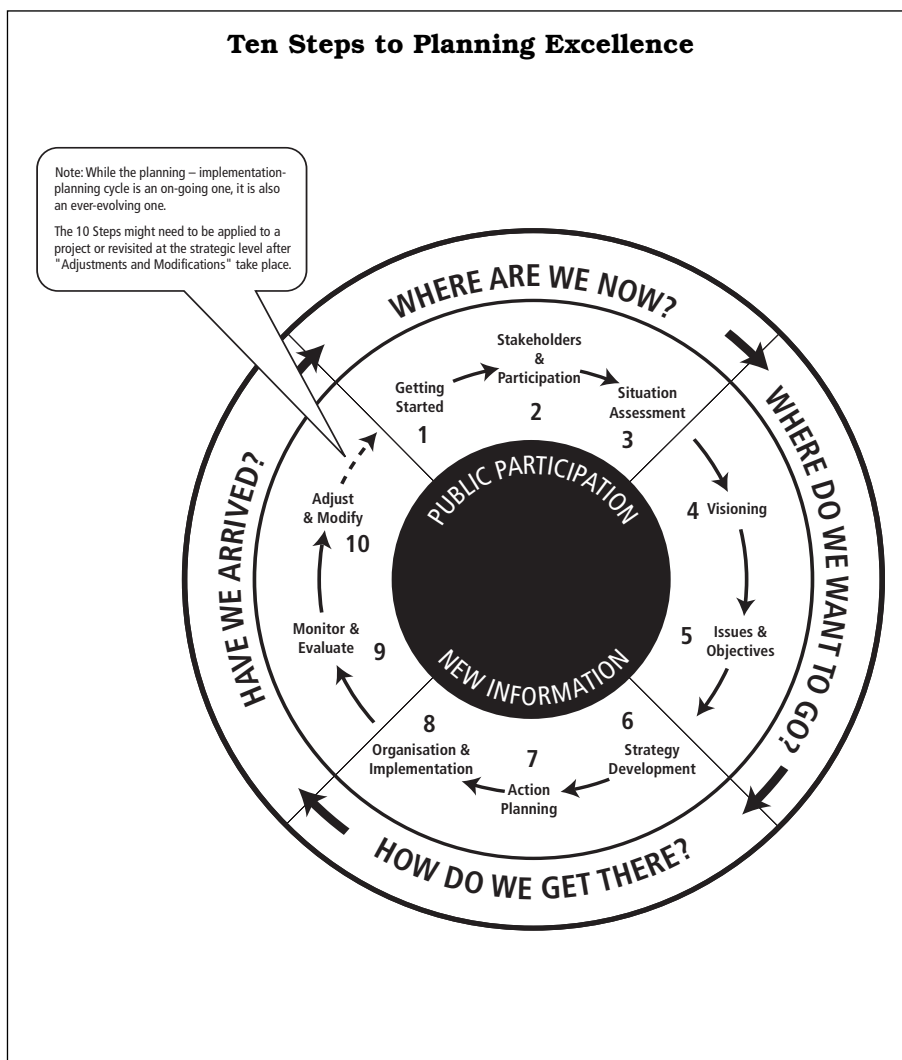 Ten Steps to Planning Excellence
Note: While the planning – implementation-
planning cycle is an on-going one, it is also
an ever-evolving one.
The 10 Steps might need to be applied to a
project or revisited at the strategic level after
"Adjustments and Modifications" take place.
WHERE ARE WE NOW?
Getting
Started
1
Stakeholders
&
Participation
2
Situation
Assessment
3
WHERE DO WE WANT TO GO?
4 Visioning
5 Issues &
Objectives
HOW DO WE GET THERE?
6
Strategy
Development
7
Action
Planning
8
Organisation &
Implementation
HAVE WE ARRIVED?
Monitor &
Evaluate 9
Adjust
& Modify
10
PUBLIC PARTICIPATION
NEW INFORMATION